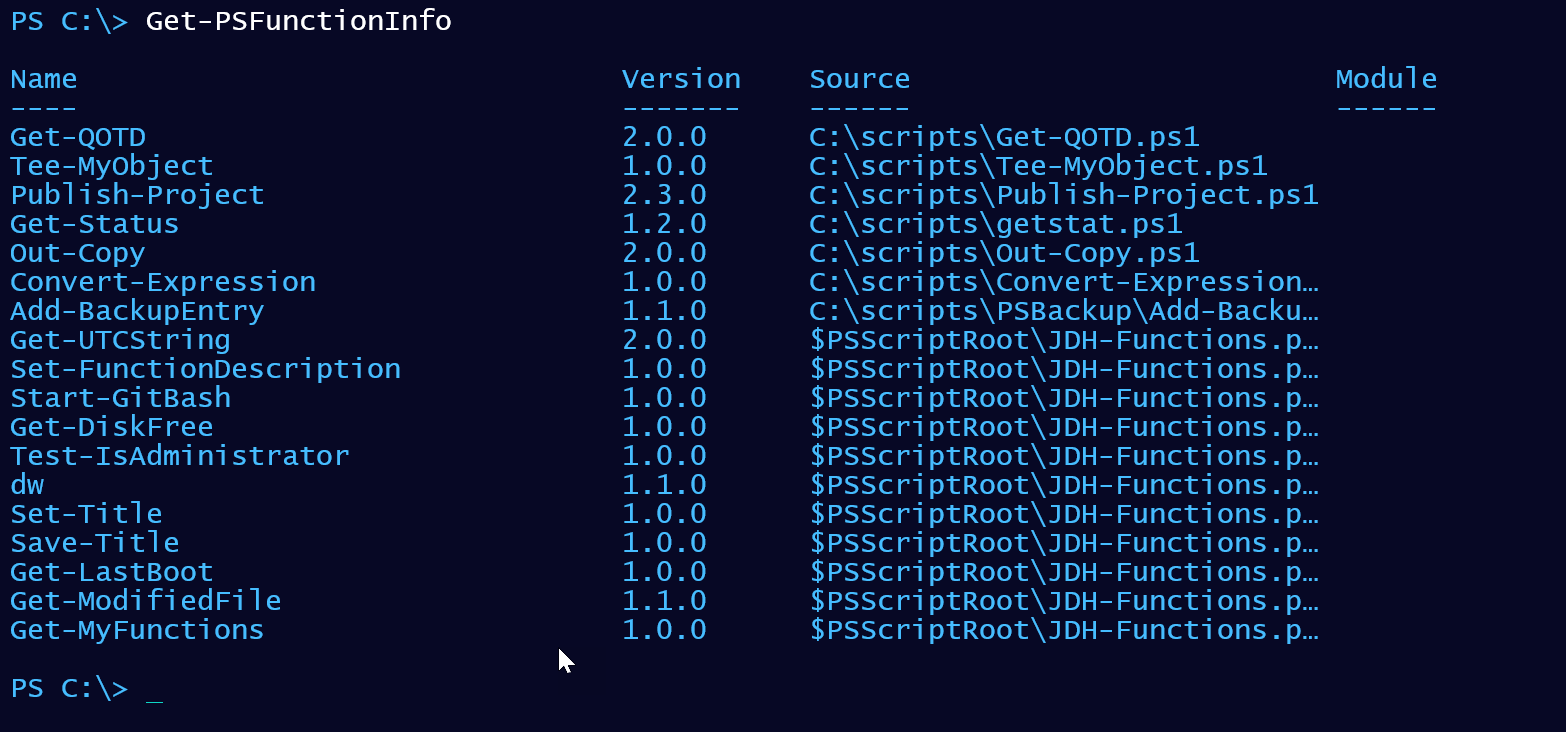 PS C:\> Get-PSFunctionInfo
Name Version Source Module
---- ------- ------ ------
Get-QOTD 2.0.0 C:\scripts\Get-QOTD.ps1
Tee-MyObject 1.0.0 C:\scripts\Tee-MyObject.ps1
Publish-Project 2.3.0 C:\scripts\Publish-Project.ps1
Get-Status 1.2.0 C:\scripts\getstat.ps1
Out-Copy 2.0.0 C:\scripts\Out-Copy.ps1
Convert-Expression 1.0.0 C:\scripts\Convert-Expression…
Add-BackupEntry 1.1.0 C:\scripts\PSBackup\Add-Backu…
Get-UTCString 2.0.0 $PSScriptRoot\JDH-Functions.p…
Set-FunctionDescription 1.0.0 $PSScriptRoot\JDH-Functions.p…
Start-GitBash 1.0.0 $PSScriptRoot\JDH-Functions.p…
Get-DiskFree 1.0.0 $PSScriptRoot\JDH-Functions.p…
Test-IsAdministrator 1.0.0 $PSScriptRoot\JDH-Functions.p…
dw 1.1.0 $PSScriptRoot\JDH-Functions.p…
Set-Title 1.0.0 $PSScriptRoot\JDH-Functions.p…
Save-Title 1.0.0 $PSScriptRoot\JDH-Functions.p…
Get-LastBoot 1.0.0 $PSScriptRoot\JDH-Functions.p…
Get-ModifiedFile 1.1.0 $PSScriptRoot\JDH-Functions.p…
Get-MyFunctions 1.0.0 $PSScriptRoot\JDH-Functions.p…
PS C:\> _